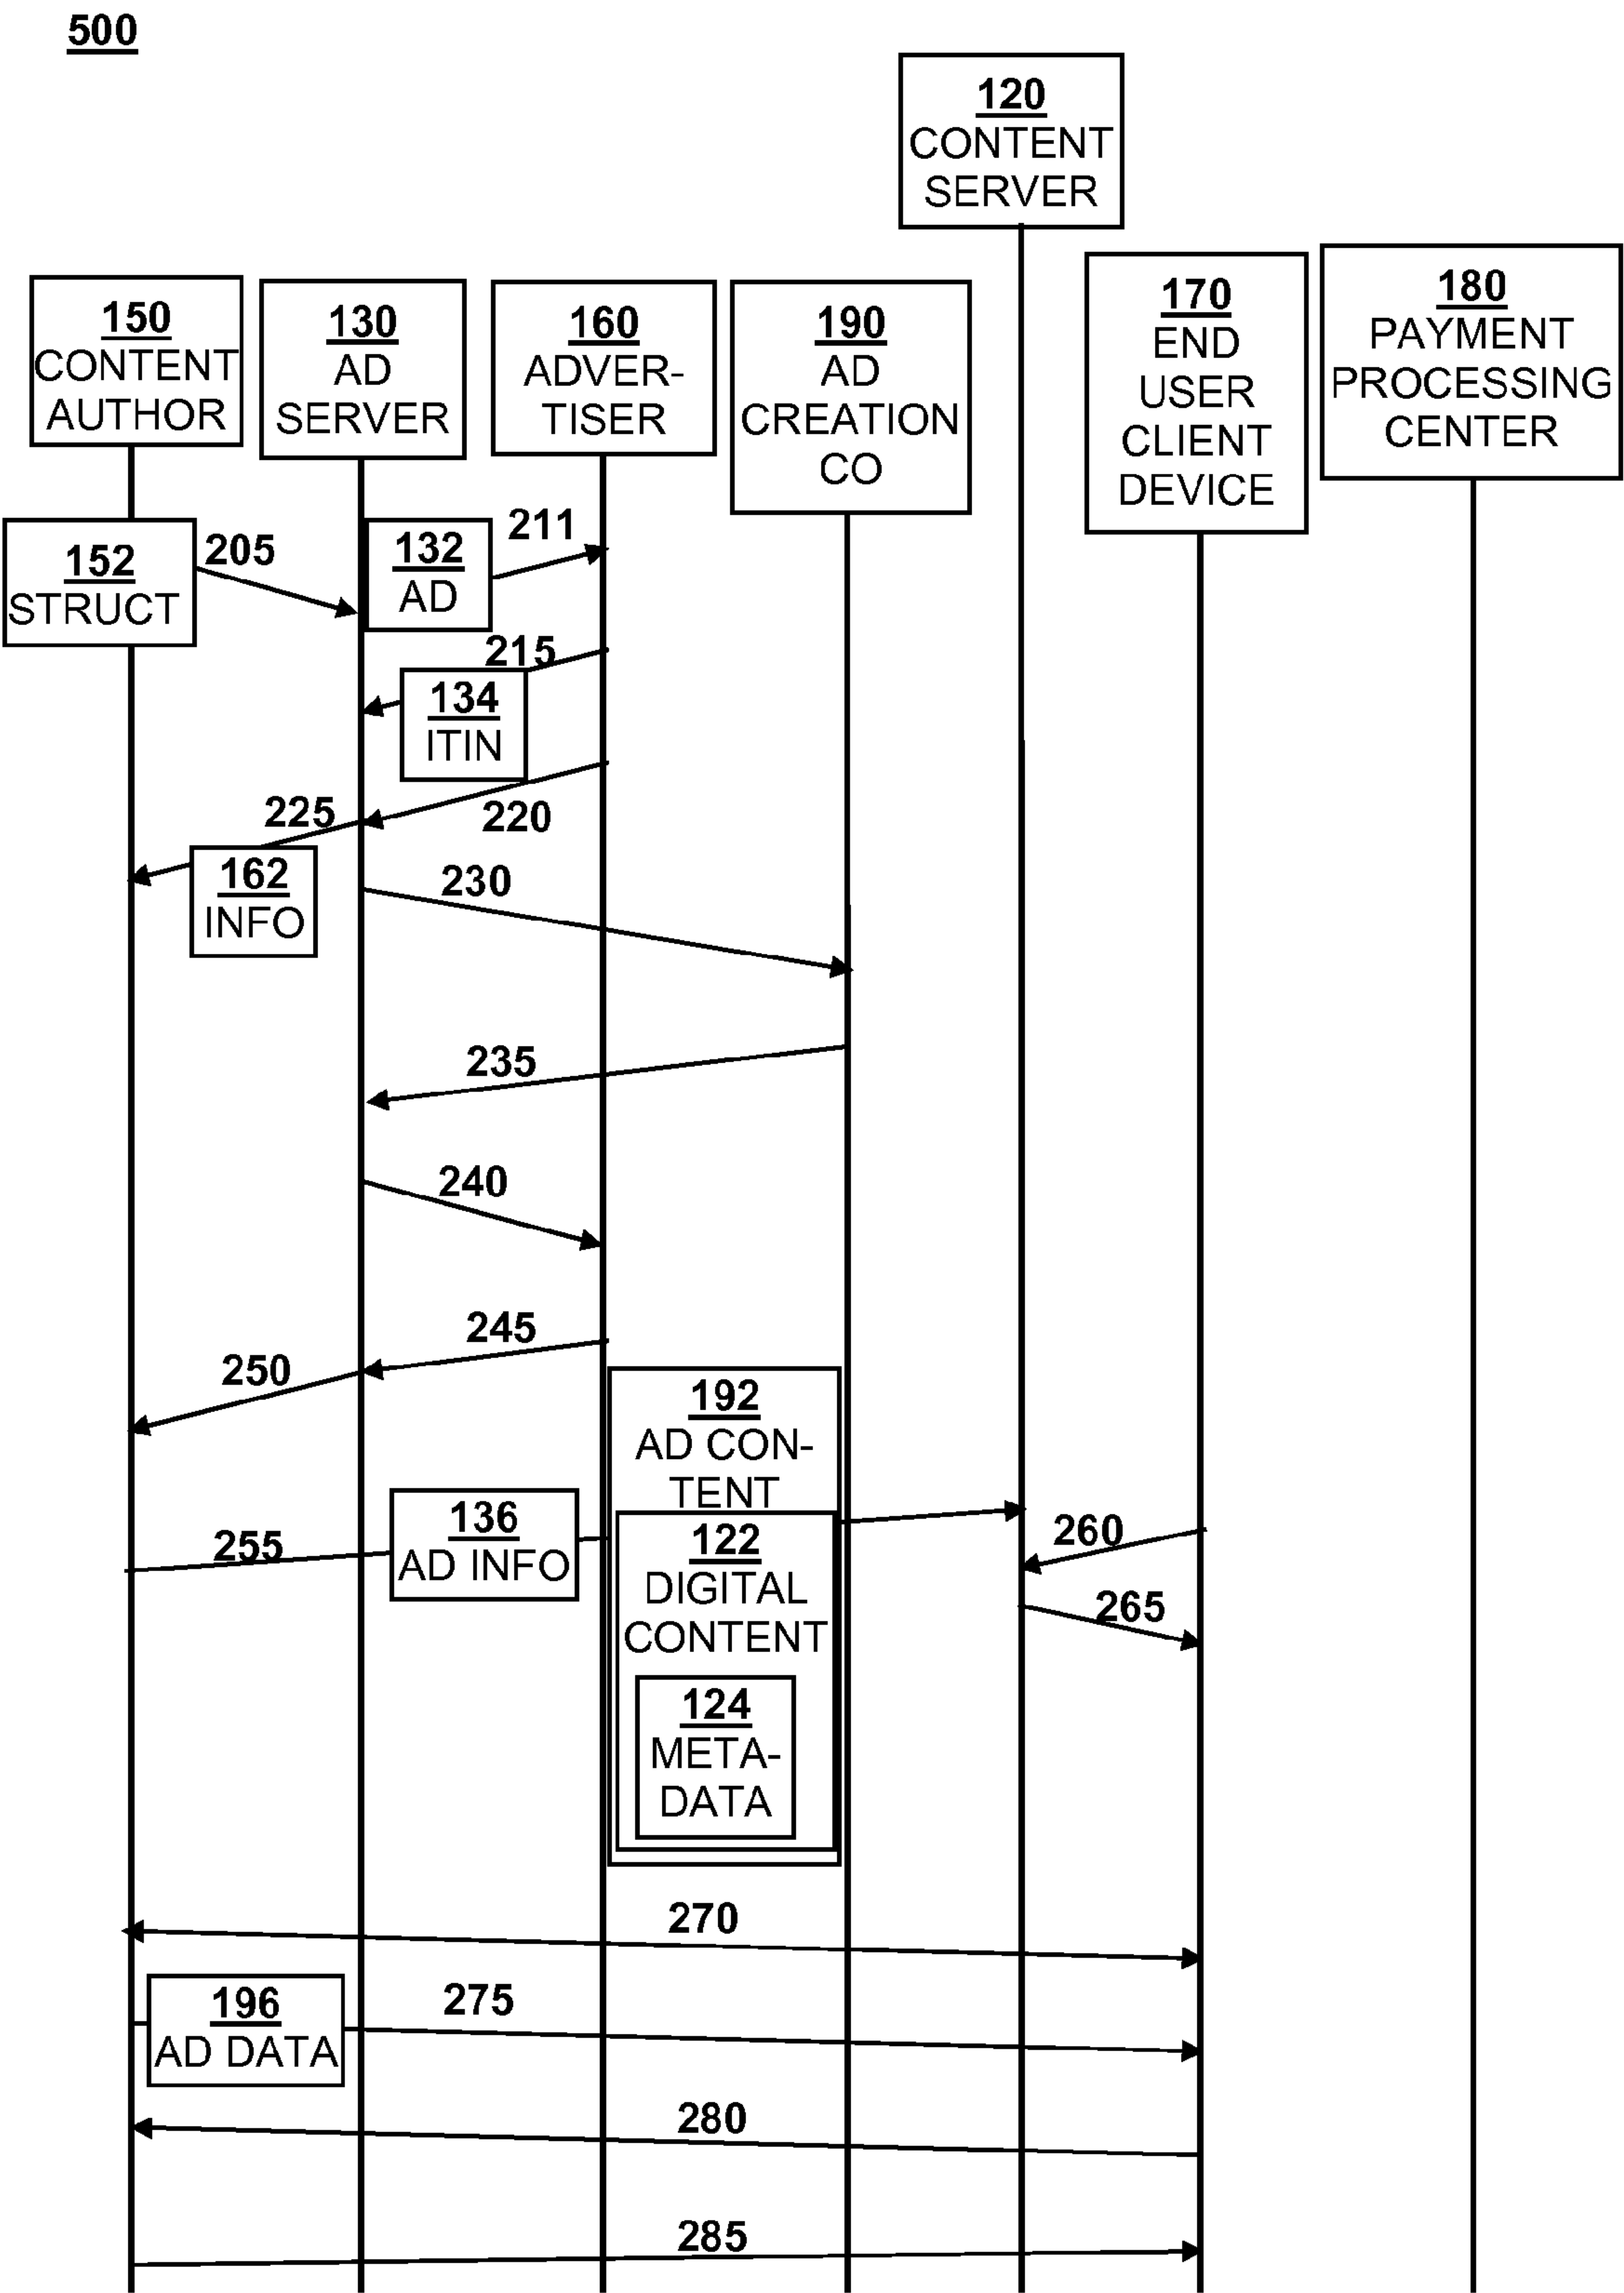 500
120
CONTENT
SERVER
150
CONTENT
AUTHOR
130
AD
SERVER
160
ADVER-
TISER
190
AD
CREATION
CO
170
END
USER
CLIENT
DEVICE
180
PAYMENT
PROCESSING
CENTER
152
STRUCT
205
132
AD
211
215
134
ITIN
220
225
162
INFO
230
235
240
245
250
192
AD CON-
TENT
122
DIGITAL
CONTENT
124
META-
DATA
136
AD INFO
255
260
265
270
196
AD DATA
275
280
285